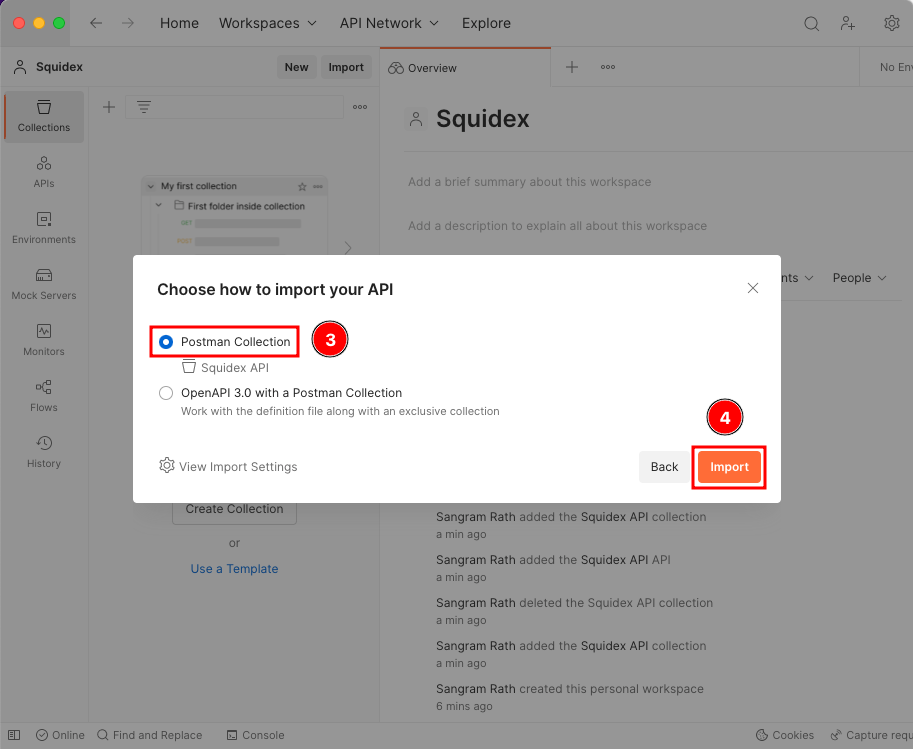 Home Workspaces API Network Explore
Squidex New Import Overview No Env
Collections
APIs
Environments
Mock Servers
Monitors
Flows
History
My first collection
First folder inside collection
GET
POST
Squidex
Add a brief summary about this workspace
Add a description to explain all about this workspace
nts People
Choose how to import your API
Postman Collection 3
Squidex API
OpenAPI 3.0 with a Postman Collection
Work with the definition file along with an exclusive collection
4
View Import Settings Back Import
Create Collection
or
Use a Template
Sangram Rath added the Squidex API collection
a min ago
Sangram Rath added the Squidex API API
a min ago
Sangram Rath deleted the Squidex API collection
a min ago
Sangram Rath added the Squidex API collection
a min ago
Sangram Rath created this personal workspace
6 mins ago
Online Find and Replace Console Cookies Capture requ